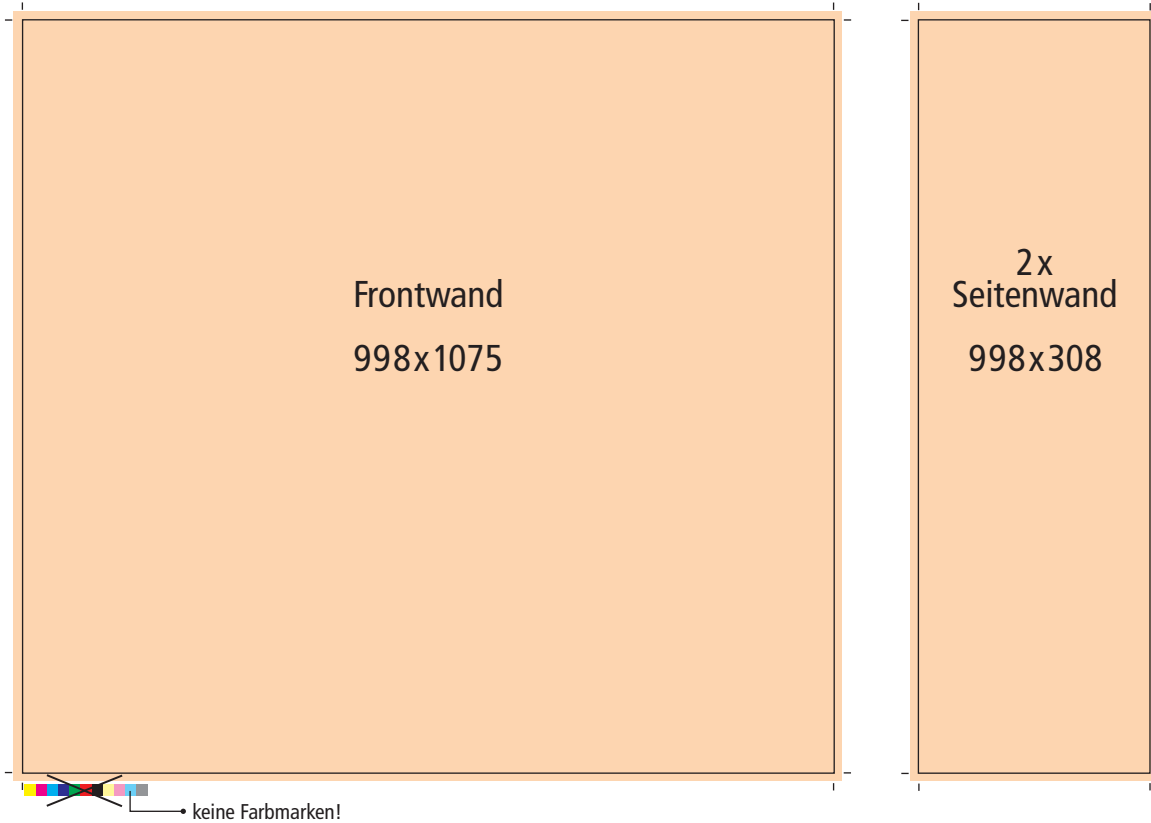 Frontwand
998x1075
2x
Seitenwand
998x308
keine Farbmarken!